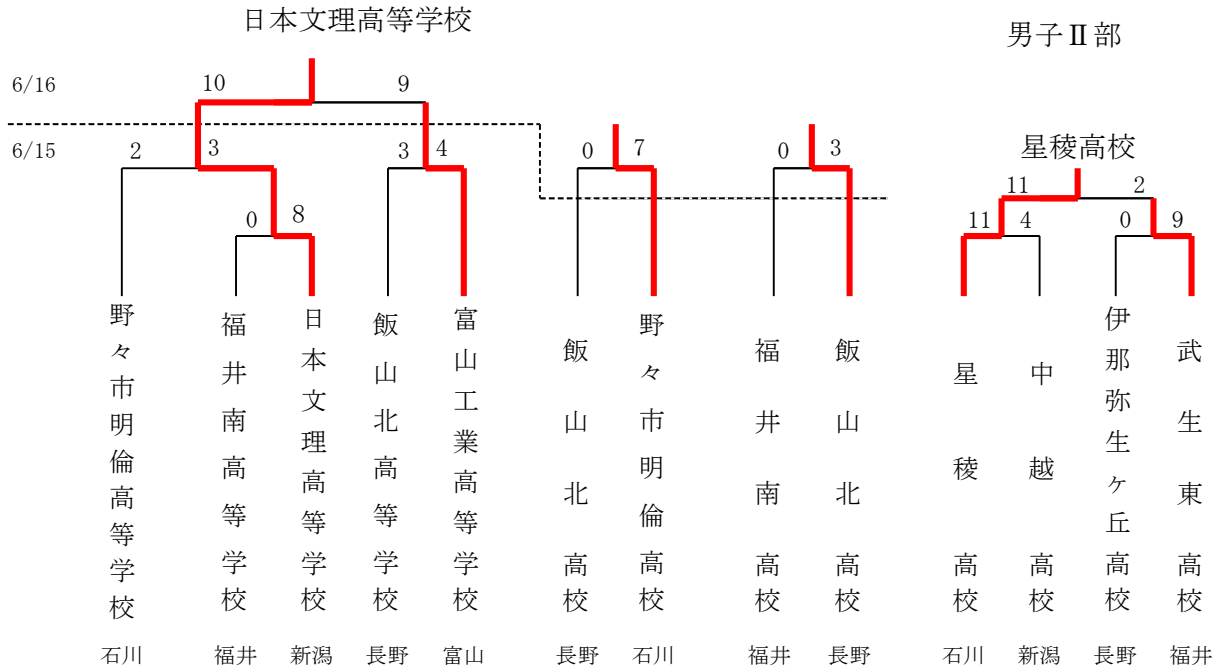 日本文理高等学校
男子Ⅱ部
6/16
10
9
6/15
2
3
3
4
0
7
0
3
星稜高校
11
2
0
8
11
4
0
9
野々市明倫高等学校
福井南高等学校
日本文理高等学校
飯山北高等学校
富山工業高等学校
飯山北高校
野々市明倫高校
福井南高校
飯山北高校
星稜高校
中越高校
伊那弥生ケ丘高校
武生東高校
石川
福井
新潟
長野
富山
長野
石川
福井
長野
石川
新潟
長野
福井